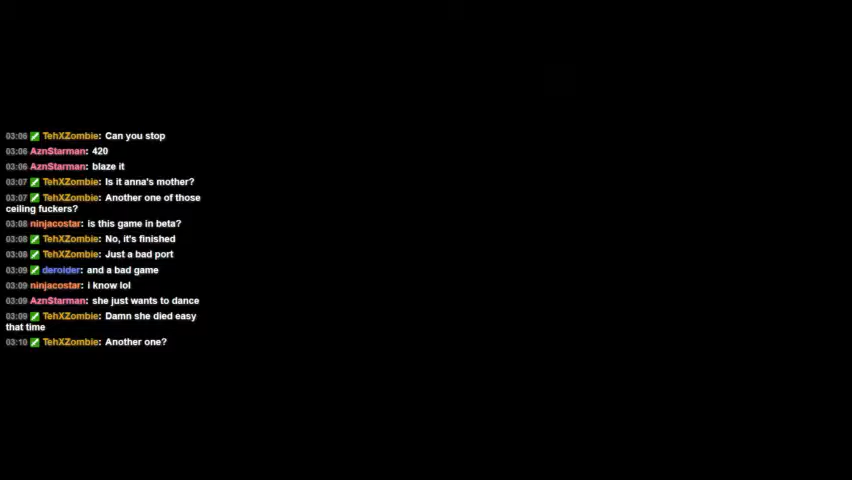 03:06 TehXZombie: Can you stop
03:06 AznStarman: 420
03:06 AznStarman: blaze it
03:07 TehXZombie: Is it anna's mother?
03:07 TehXZombie: Another one of those
ceiling fuckers?
03:08 ninjacostar: is this game in beta?
03:08 TehXZombie: No, it's finished
03:08 TehXZombie: Just a bad port
03:09 deroider: and a bad game
03:09 ninjacostar: i know lol
03:09 AznStarman: she just wants to dance
03:09 TehXZombie: Damn she died easy
that time
03:10 TehXZombie: Another one?